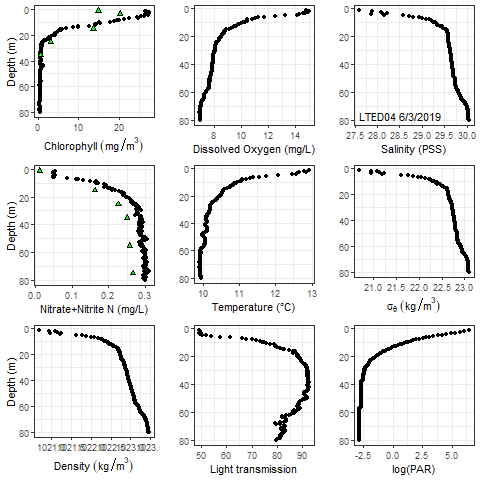 0
20
40
60
80
Depth (m)
0 10 20
Chlorophyll (mg/m³)
0
20
40
60
80
8 10 12 14
Dissolved Oxygen (mg/L)
0
20
40
60
80
LTED04 6/3/2019
27.5 28.0 28.5 29.0 29.5 30.0
Salinity (PSS)
0
20
40
60
80
Depth (m)
0.0 0.1 0.2 0.3
Nitrate+Nitrite N (mg/L)
0
20
40
60
80
10 11 12 13
Temperature (°C)
0
20
40
60
80
21.0 21.5 22.0 22.5 23.0
σθ (kg/m³)
0
20
40
60
80
Depth (m)
Density (kg/m³)
0
20
40
60
80
50 60 70 80 90
Light transmission
0
20
40
60
80
-2.5 0.0 2.5 5.0
log(PAR)